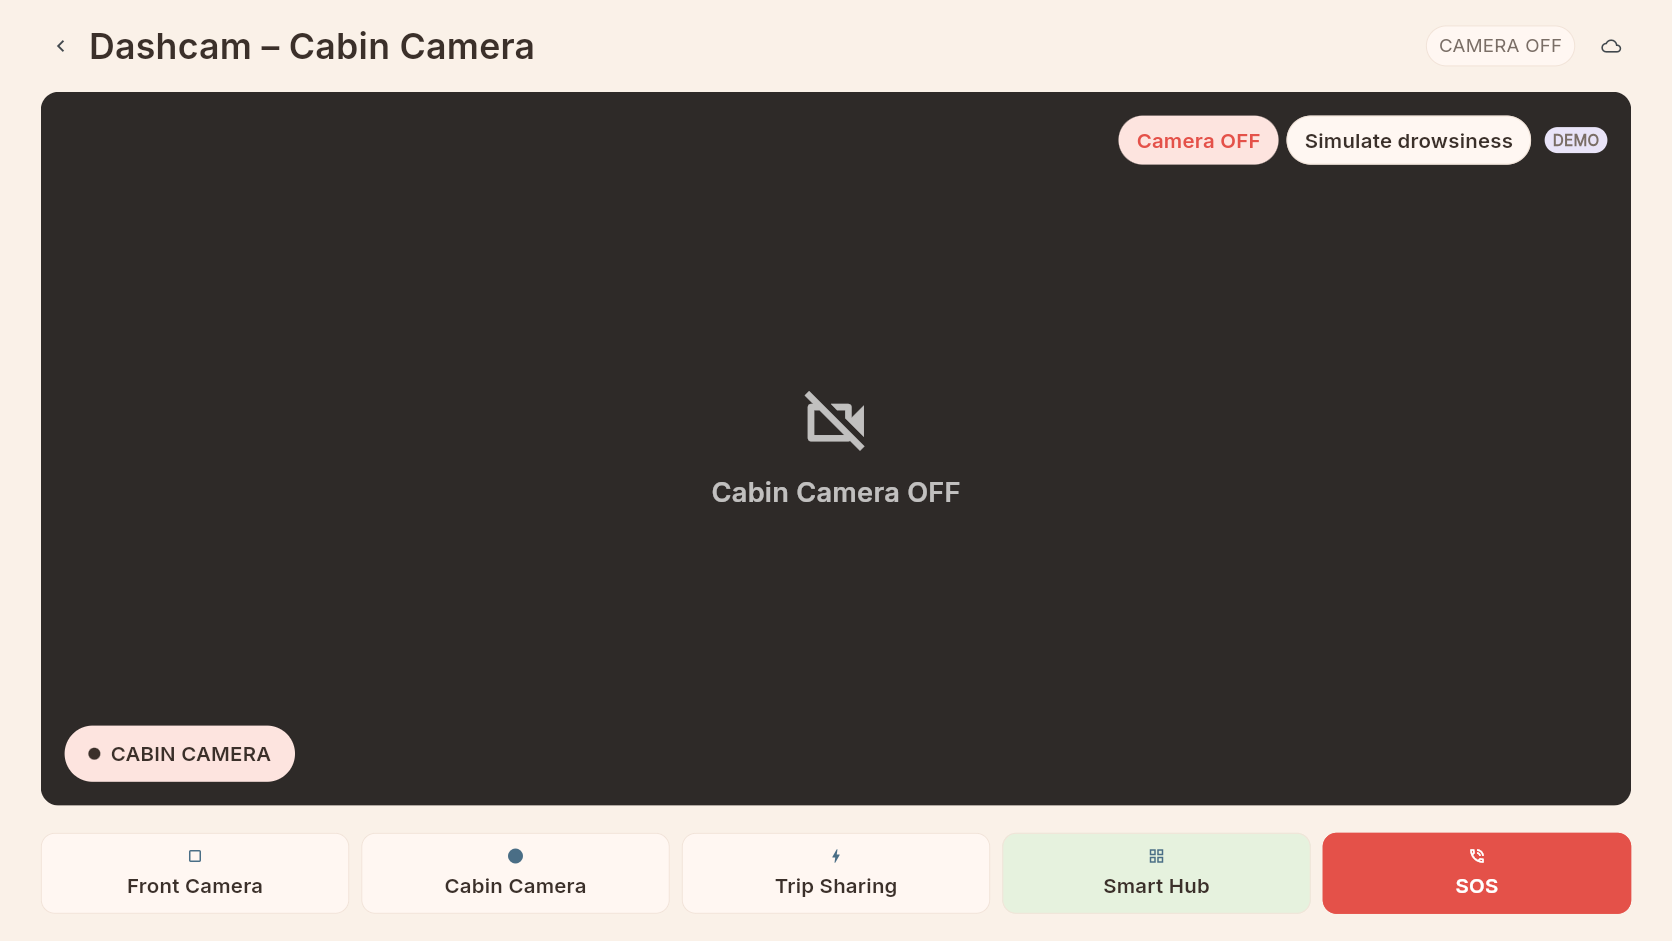 Dashcam – Cabin Camera
CAMERA OFF
Camera OFF
Simulate drowsiness
DEMO
Cabin Camera OFF
CABIN CAMERA
Front Camera
Cabin Camera
Trip Sharing
Smart Hub
SOS